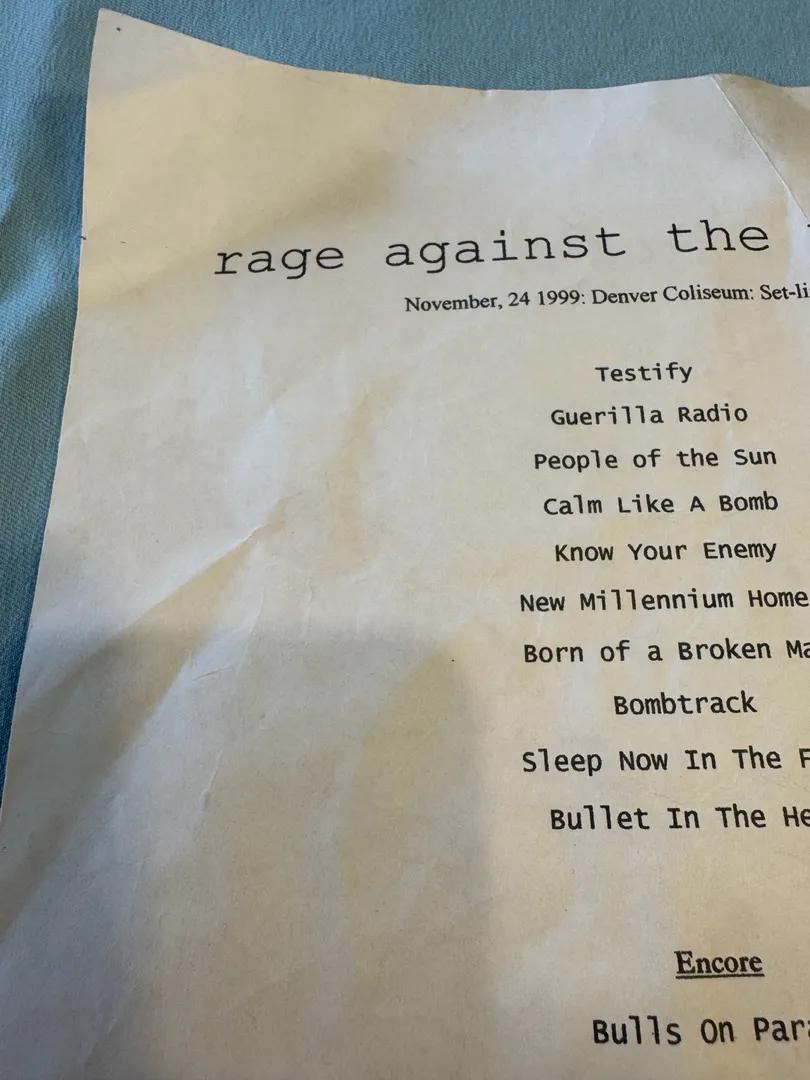 rage against the
November, 24 1999: Denver Coliseum: Set-li
Testify
Guerilla Radio
People of the Sun
Calm Like A Bomb
Know Your Enemy
New Millennium Home
Born of a Broken Ma
Bombtrack
Sleep Now In The F
Bullet In The He
Encore
Bulls On Para